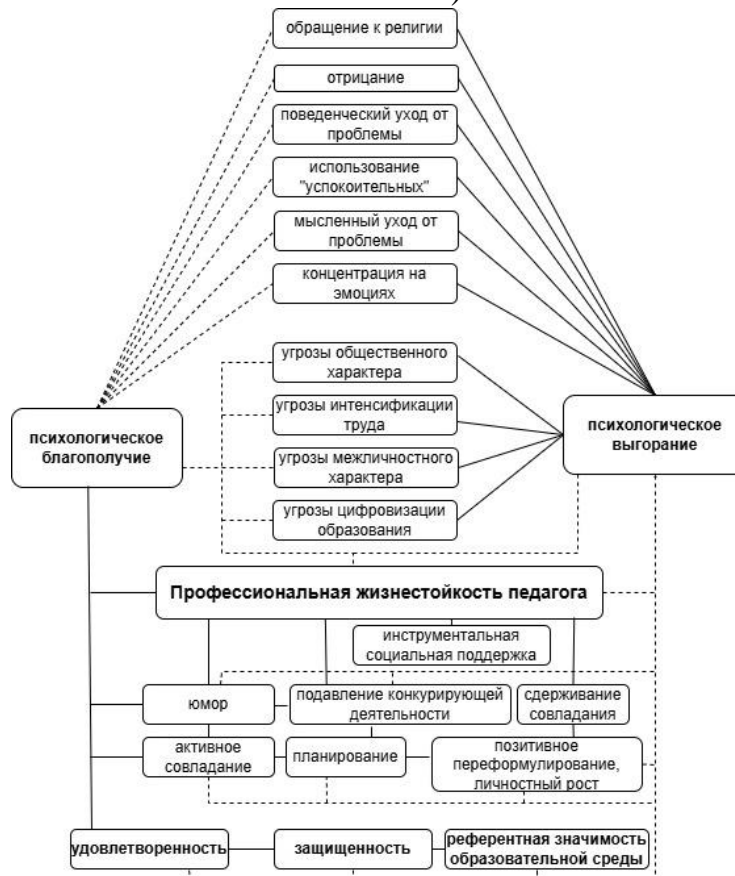 обращение к религии
отрицание
поведенческий уход от
проблемы
использование
"успокоительных"
мысленный уход от
проблемы
концентрация на
эмоциях
угрозы общественного
характера
угрозы интенсификации
труда
угрозы межличностного
характера
угрозы цифровизации
образования
психологическое
благополучие
психологическое
выгорание
Профессиональная жизнестойкость педагога
инструментальная
социальная поддержка
юмор
подавление конкурирующей
деятельности
сдерживание
совладания
активное
совладание
планирование
позитивное
переформулирование,
личностный рост
удовлетворенность
защищенность
референтная значимость
образовательной среды